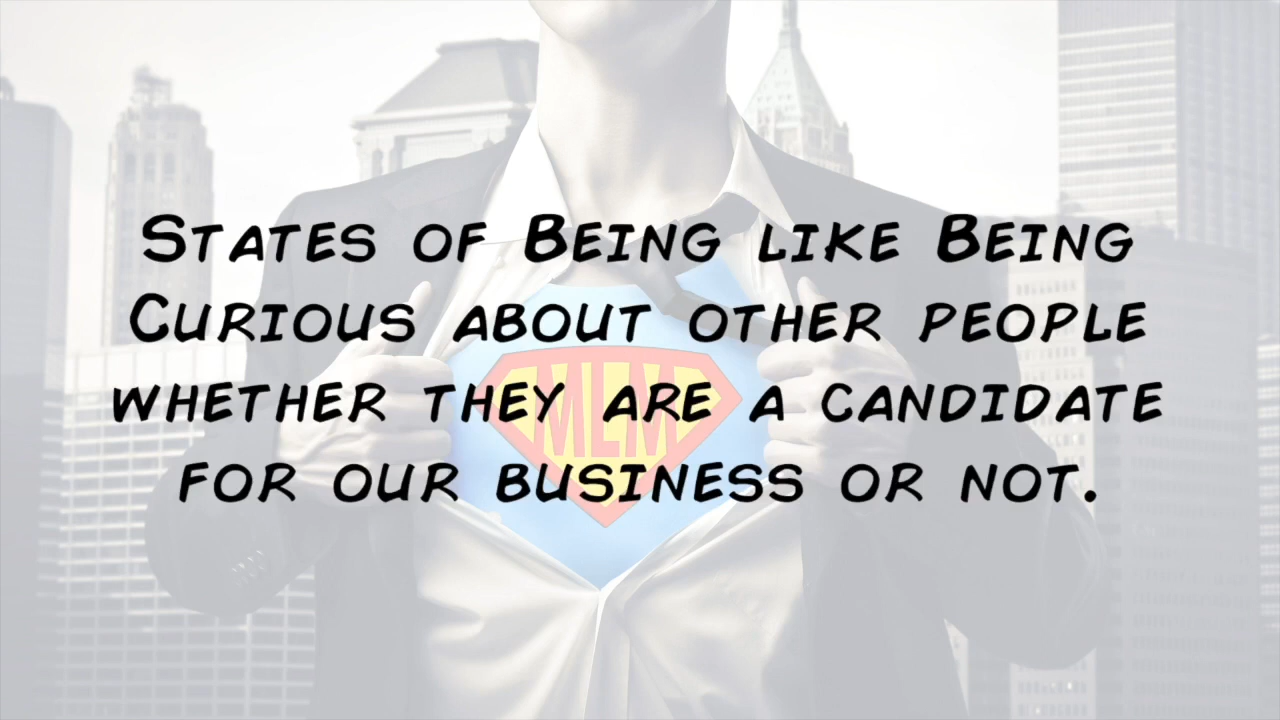 States of Being like Being
Curious about other people
whether they are a candidate
for our business or not.
MLM